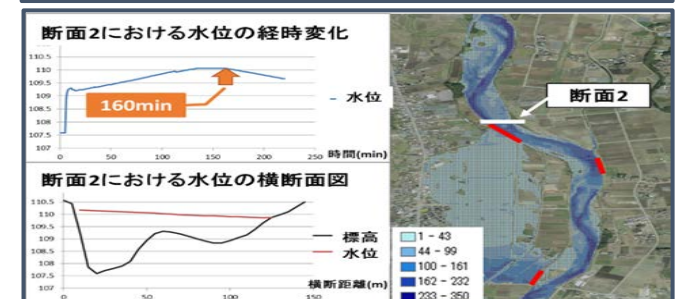 断面2における水位の経時変化
110.5
110
109.5
109
108.5
108
107.5
0 50 100 150 200 250
160min
水位
時間(min)
断面2における水位の横断面図
110.5
110
109.5
109
108.5
108
107.5
107
0 50 100 150
標高
水位
横断距離(m)
断面2
1 - 43
44 - 99
100 - 161
162 - 232
233 - 350